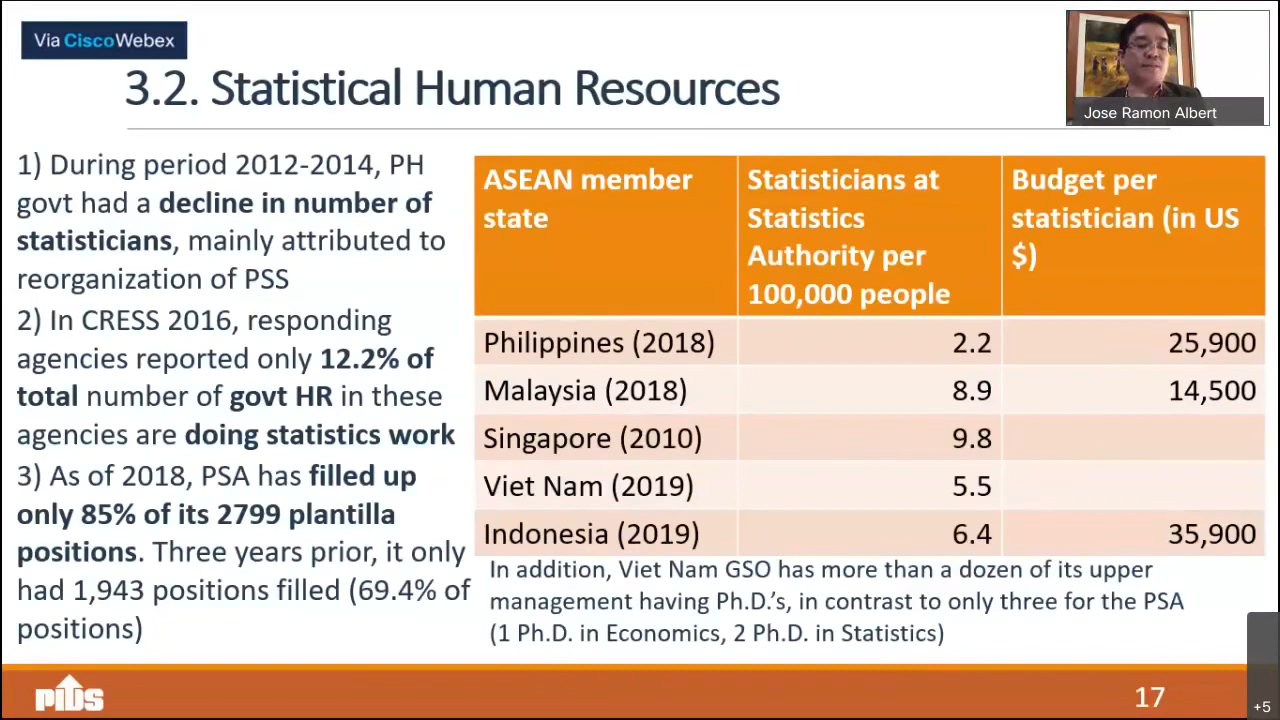 Via Cisco Webex
3.2. Statistical Human Resources
Jose Ramon Albert
1) During period 2012-2014, PH
govt had a decline in number of
statisticians, mainly attributed to
reorganization of PSS
2) In CRESS 2016, responding
agencies reported only 12.2% of
total number of govt HR in these
agencies are doing statistics work
3) As of 2018, PSA has filled up
only 85% of its 2799 plantilla
positions. Three years prior, it only
had 1,943 positions filled (69.4% of
positions)
ASEAN member
state
Statisticians at
Statistics
Authority per
100,000 people
Budget per
statistician (in US
$)
Philippines (2018) 2.2 25,900
Malaysia (2018) 8.9 14,500
Singapore (2010) 9.8
Viet Nam (2019) 5.5
Indonesia (2019) 6.4 35,900
In addition, Viet Nam GSO has more than a dozen of its upper
management having Ph.D.'s, in contrast to only three for the PSA
(1 Ph.D. in Economics, 2 Ph.D. in Statistics)
PIDS
17
+5